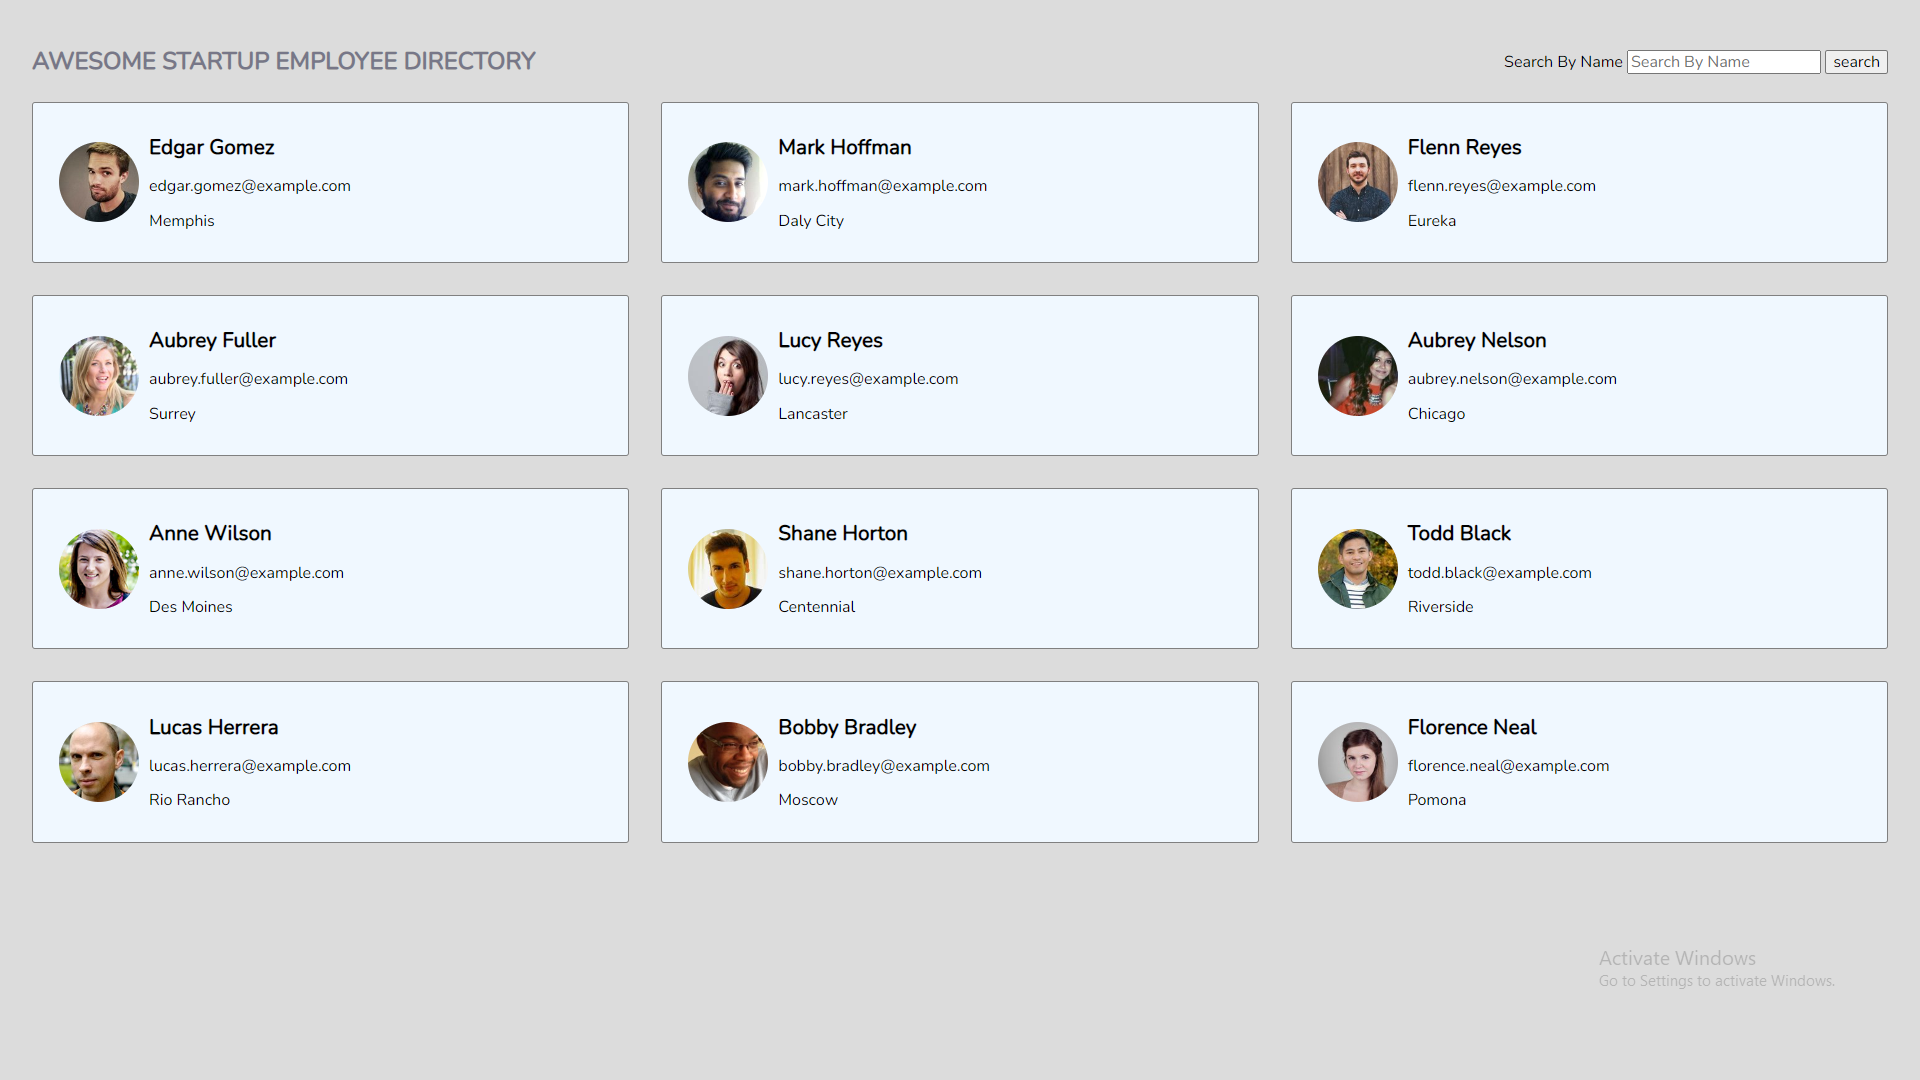 AWESOME STARTUP EMPLOYEE DIRECTORY
Search By Name Search By Name search
Edgar Gomez
edgar.gomez@example.com
Memphis
Mark Hoffman
mark.hoffman@example.com
Daly City
Flenn Reyes
flenn.reyes@example.com
Eureka
Aubrey Fuller
aubrey.fuller@example.com
Surrey
Lucy Reyes
lucy.reyes@example.com
Lancaster
Aubrey Nelson
aubrey.nelson@example.com
Chicago
Anne Wilson
anne.wilson@example.com
Des Moines
Shane Horton
shane.horton@example.com
Centennial
Todd Black
todd.black@example.com
Riverside
Lucas Herrera
lucas.herrera@example.com
Rio Rancho
Bobby Bradley
bobby.bradley@example.com
Moscow
Florence Neal
florence.neal@example.com
Pomona
Activate Windows
Go to Settings to activate Windows.